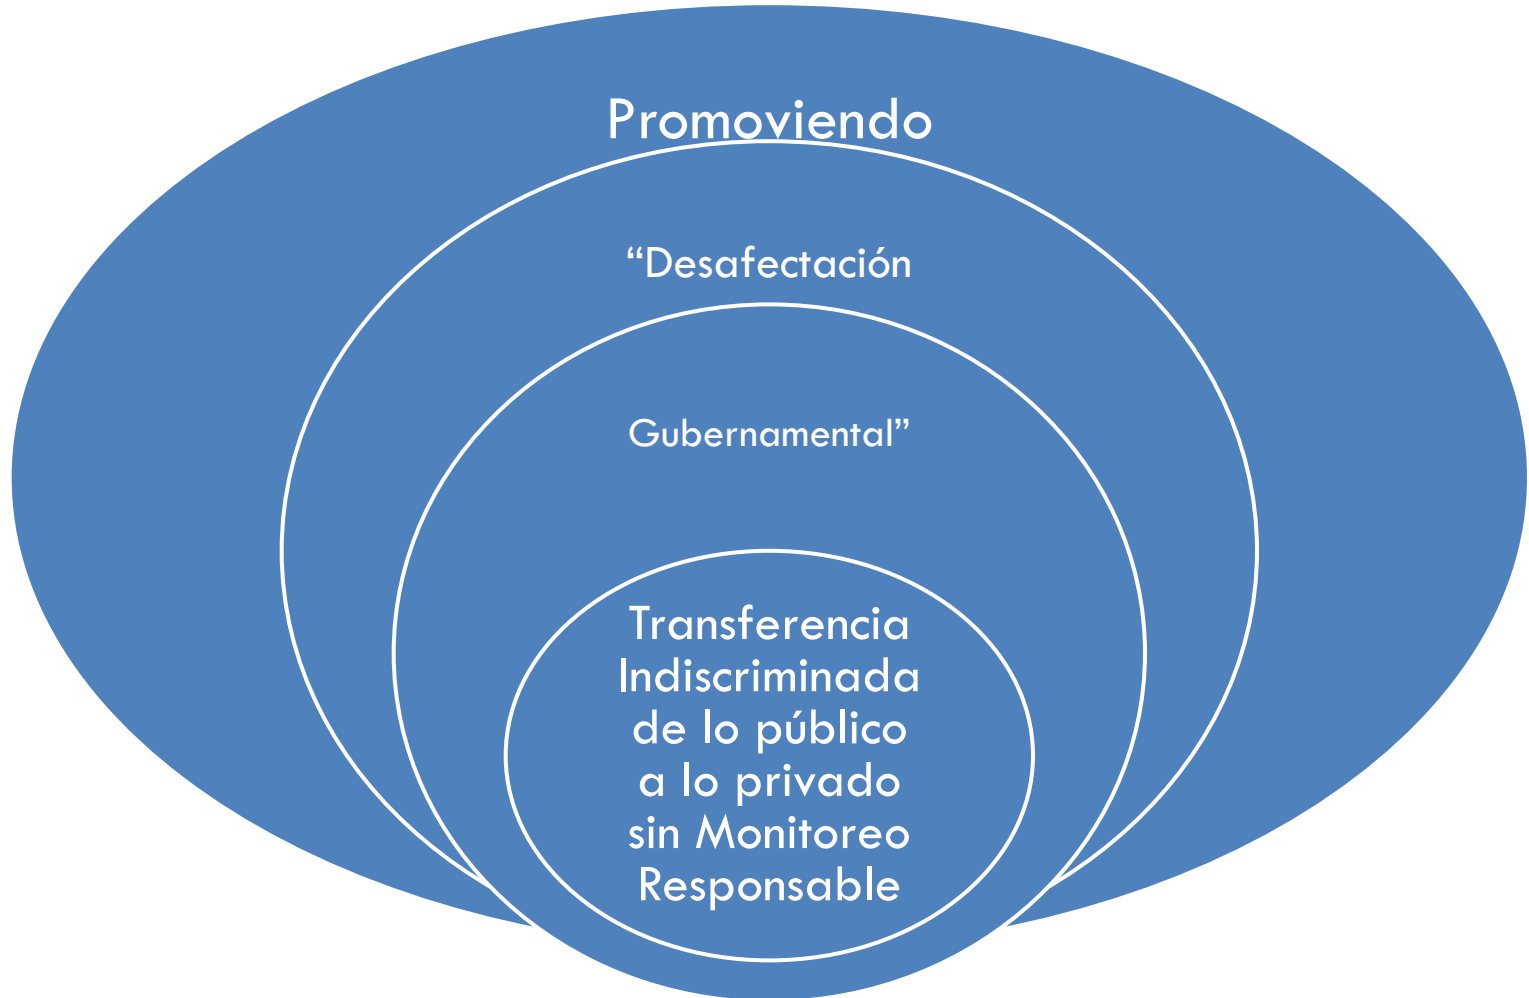 Promoviendo
“Desafectación
Gubernamental”
Transferencia
Indiscriminada
de lo público
a lo privado
sin Monitoreo
Responsable